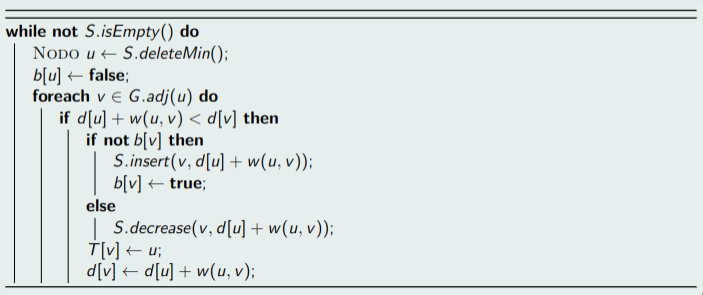 while not S.isEmpty() do
NODO u ← S.deleteMin();
b[u] ← false;
foreach v ∈ G.adj(u) do
if d[u] + w(u, v) < d[v] then
if not b[v] then
S.insert(v, d[u] + w(u, v));
b[v] ← true;
else
S.decrease(v, d[u] + w(u, v));
T[v] ← u;
d[v] ← d[u] + w(u, v);